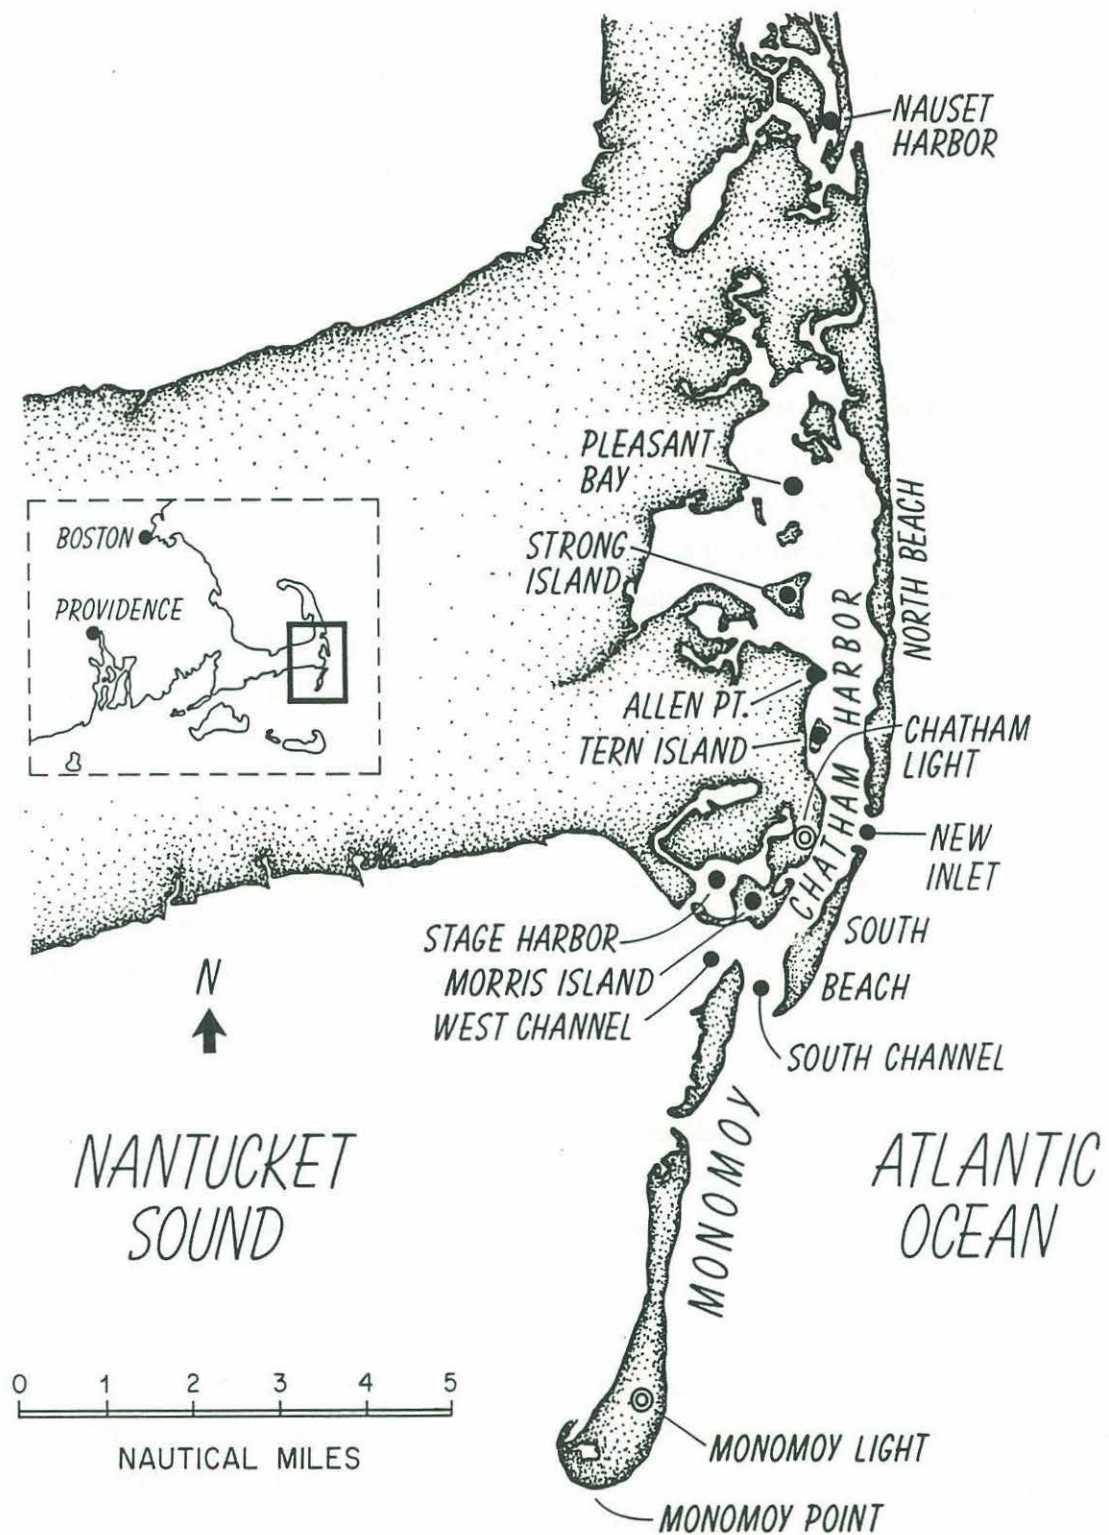 NAUSET
HARBOR
PLEASANT
BAY
BOSTON
STRONG
ISLAND
NORTH BEACH
PROVIDENCE
ALLEN PT.
TERN ISLAND
CHATHAM HARBOR
CHATHAM
LIGHT
NEW
INLET
STAGE HARBOR
MORRIS ISLAND
WEST CHANNEL
SOUTH
BEACH
SOUTH CHANNEL
N
NANTUCKET
SOUND
MONOMOY
ATLANTIC
OCEAN
0 1 2 3 4 5
NAUTICAL MILES
MONOMOY LIGHT
MONOMOY POINT